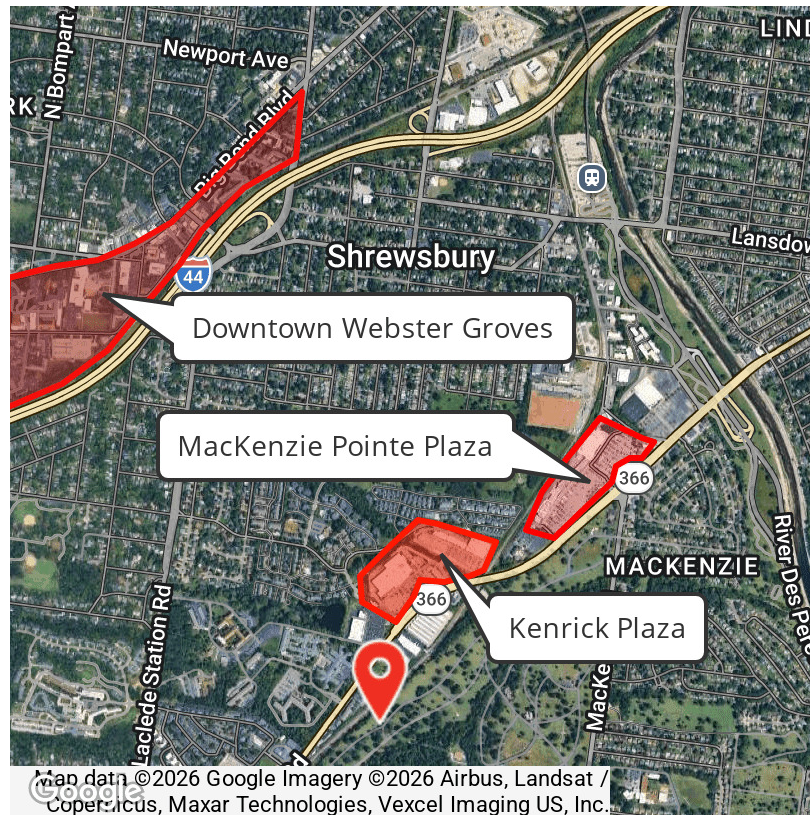 LIND
Newport Ave
N Bompart A
RK
Big Bend Blvd
Lansdow
Shrewsbury
44
Downtown Webster Groves
MacKenzie Pointe Plaza
366
River Des Pe
MACKENZIE
366
Kenrick Plaza
Laclede Station Rd
MacKe
d
Map data ©2026 Google Imagery ©2026 Airbus, Landsat /
Google
Copernicus, Maxar Technologies, Vexcel Imaging US, Inc.